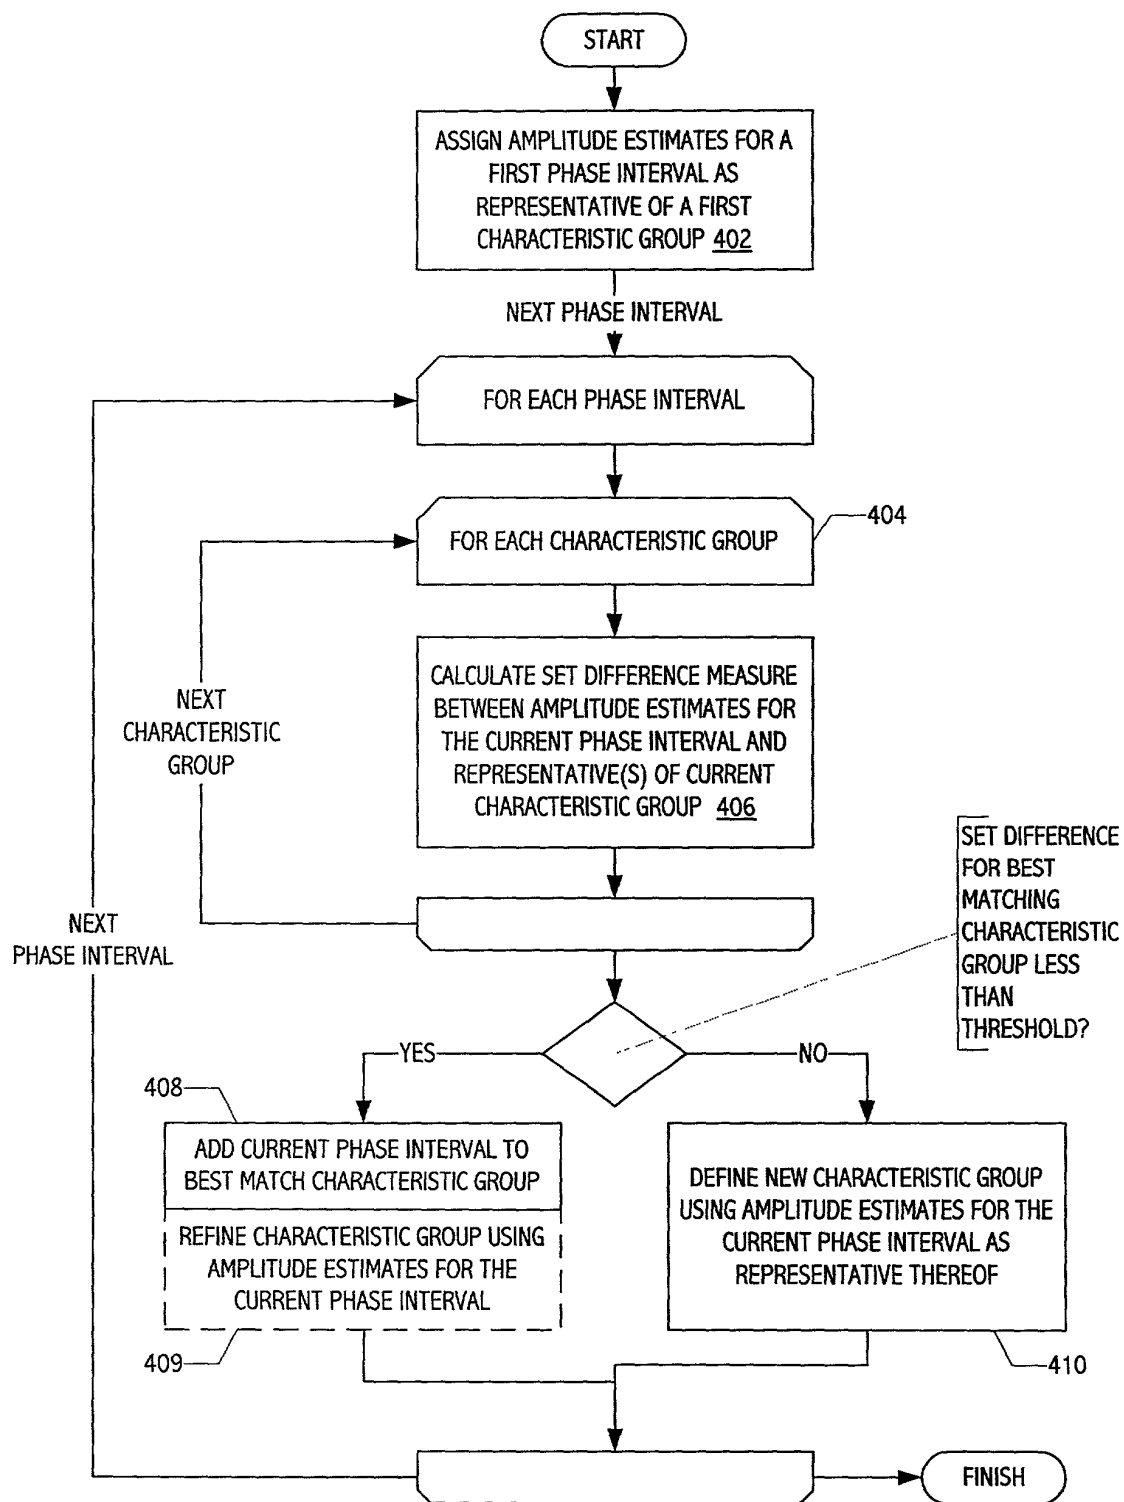 START
ASSIGN AMPLITUDE ESTIMATES FOR A
FIRST PHASE INTERVAL AS
REPRESENTATIVE OF A FIRST
CHARACTERISTIC GROUP 402
NEXT PHASE INTERVAL
FOR EACH PHASE INTERVAL
FOR EACH CHARACTERISTIC GROUP
404
CALCULATE SET DIFFERENCE MEASURE
BETWEEN AMPLITUDE ESTIMATES FOR
THE CURRENT PHASE INTERVAL AND
REPRESENTATIVE(S) OF CURRENT
CHARACTERISTIC GROUP 406
NEXT
CHARACTERISTIC
GROUP
SET DIFFERENCE
FOR BEST
MATCHING
CHARACTERISTIC
GROUP LESS
THAN
THRESHOLD?
NEXT
PHASE INTERVAL
YES
NO
408
ADD CURRENT PHASE INTERVAL TO
BEST MATCH CHARACTERISTIC GROUP
REFINE CHARACTERISTIC GROUP USING
AMPLITUDE ESTIMATES FOR THE
CURRENT PHASE INTERVAL
409
DEFINE NEW CHARACTERISTIC GROUP
USING AMPLITUDE ESTIMATES FOR THE
CURRENT PHASE INTERVAL AS
REPRESENTATIVE THEREOF
410
FINISH